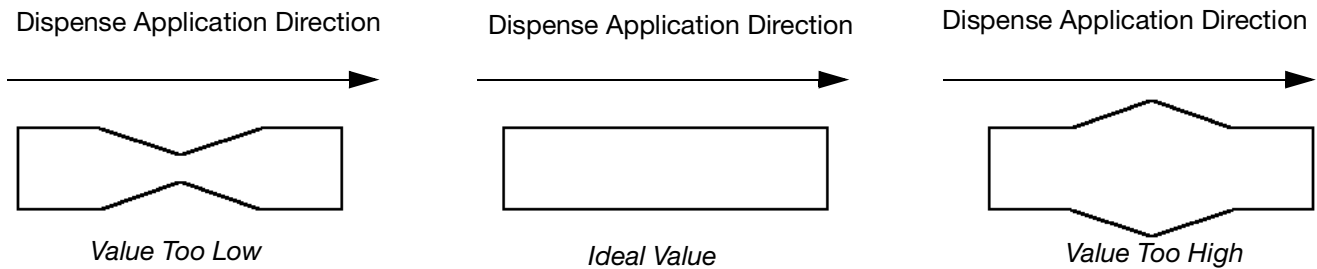 Dispense Application Direction
Dispense Application Direction
Dispense Application Direction
Value Too Low
Ideal Value
Value Too High